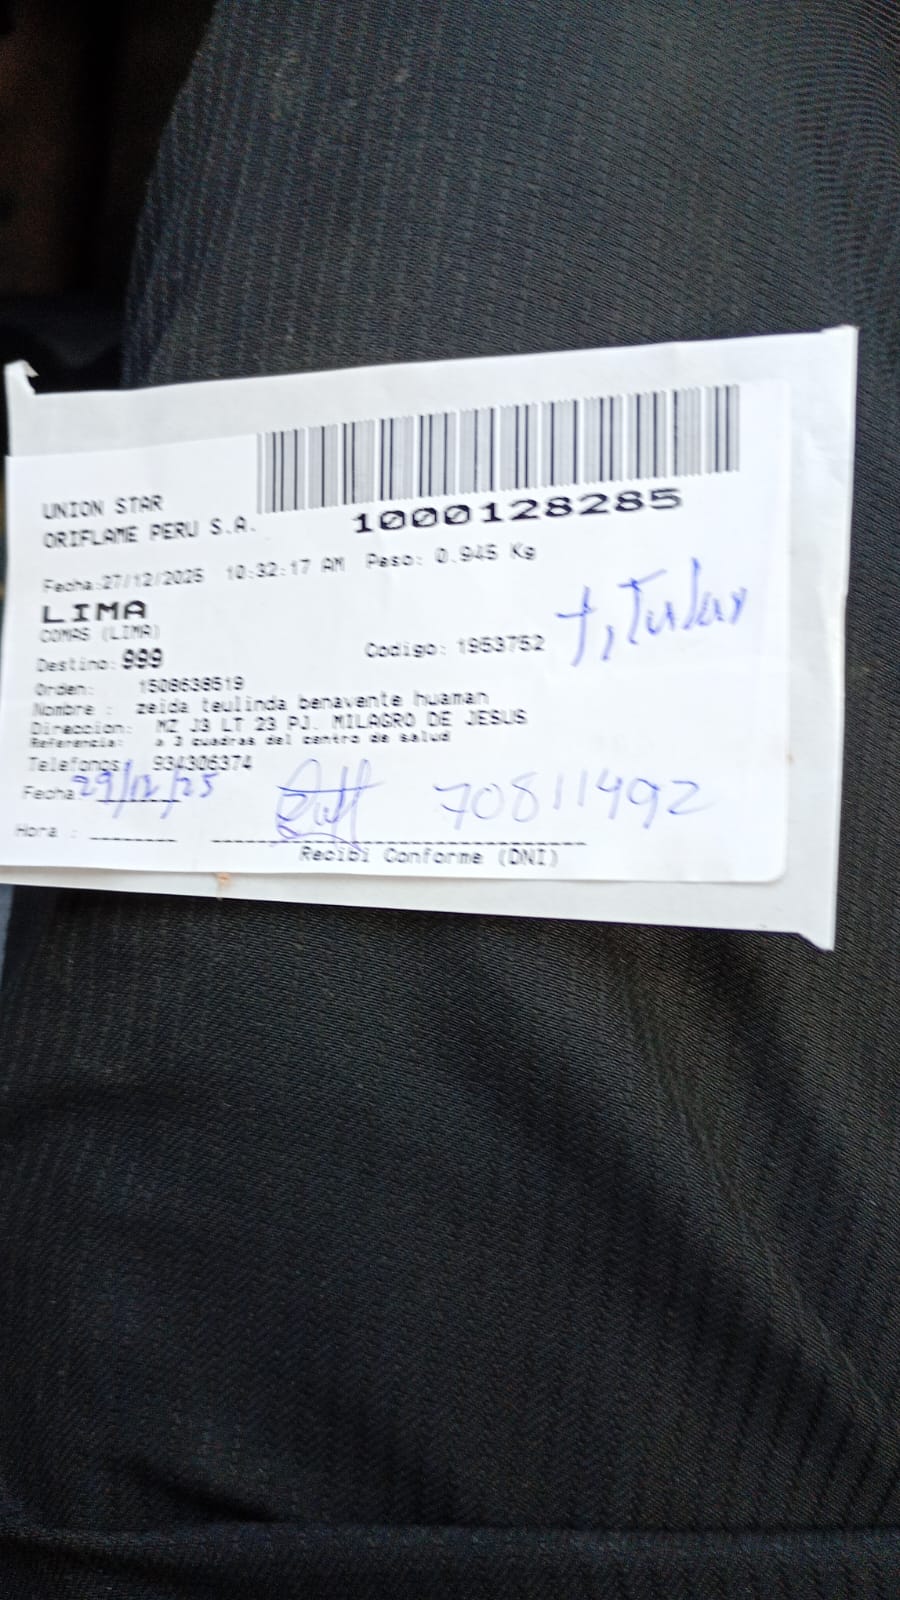 UNION STAR
ORIFLAME PERU S.A.
1000128285
Fecha:27/12/2025 10:32:17 AM Peso: 0.945 Kg
LIMA
COMAS (LIMA)
Destino: 999 Codigo: 1953752
Orden: 1508638519
Nombre : zeida teulinda benavente huaman
Direccion: MZ J3 LT 23 PJ. MILAGRO DE JESUS
Referencia: a 3 cuadras del centro de salud
Telefonos: 934306374
Fecha: 29/12/25 70811492
Hora :
Recibi Conforme (DNI)